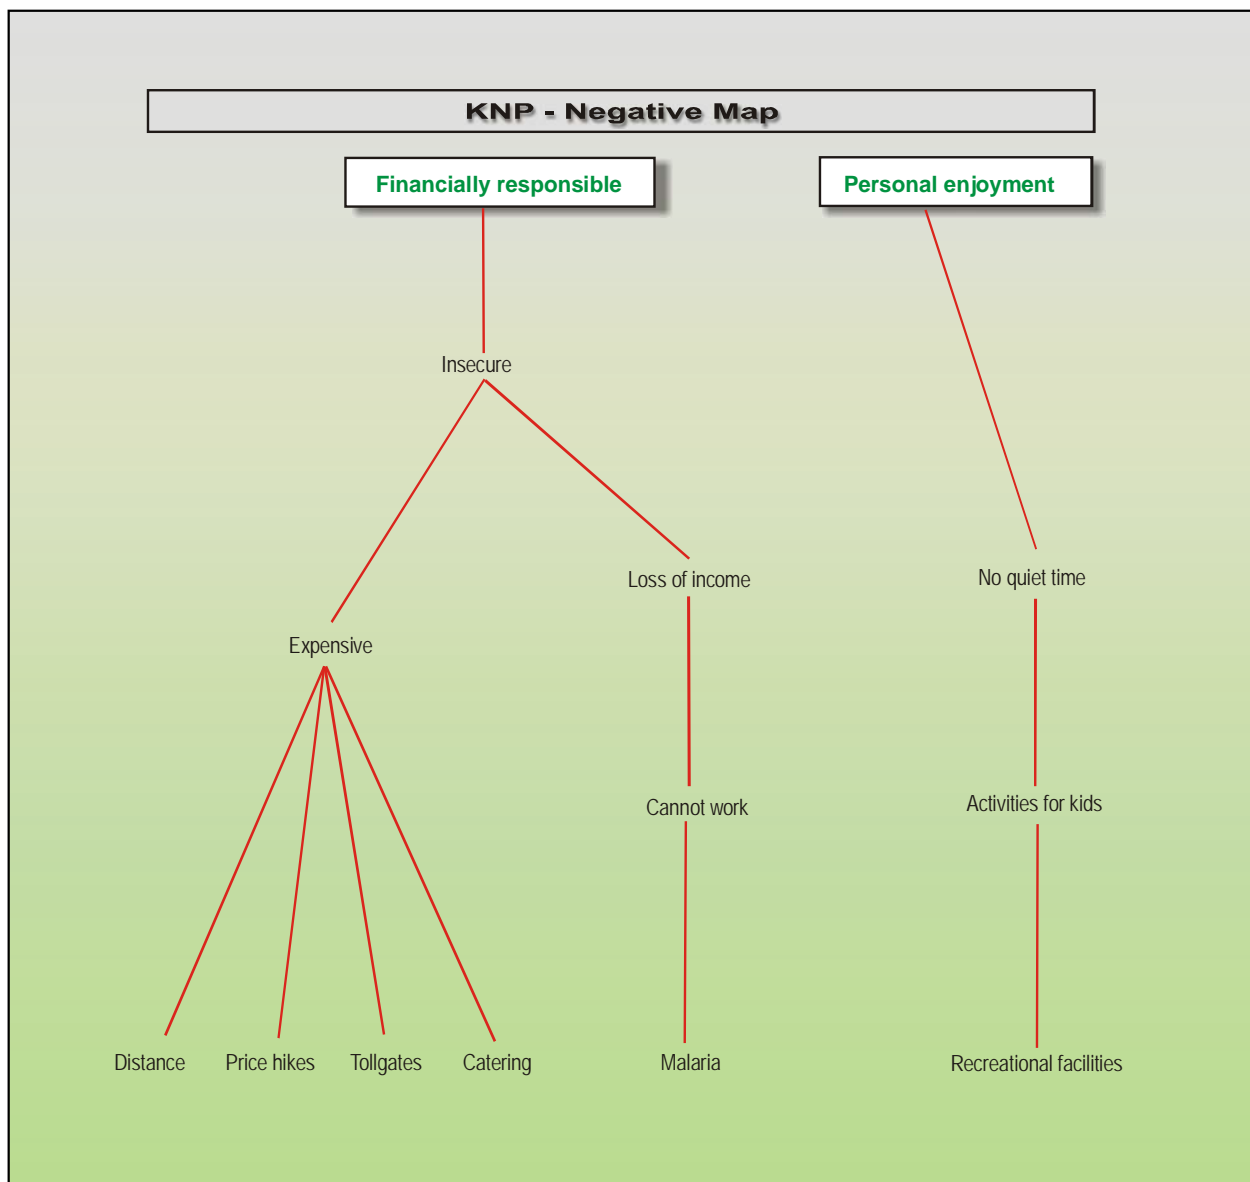 KNP - Negative Map
Financially responsible
Personal enjoyment
Insecure
Loss of income
No quiet time
Expensive
Cannot work
Activities for kids
Distance
Price hikes
Tollgates
Catering
Malaria
Recreational facilities